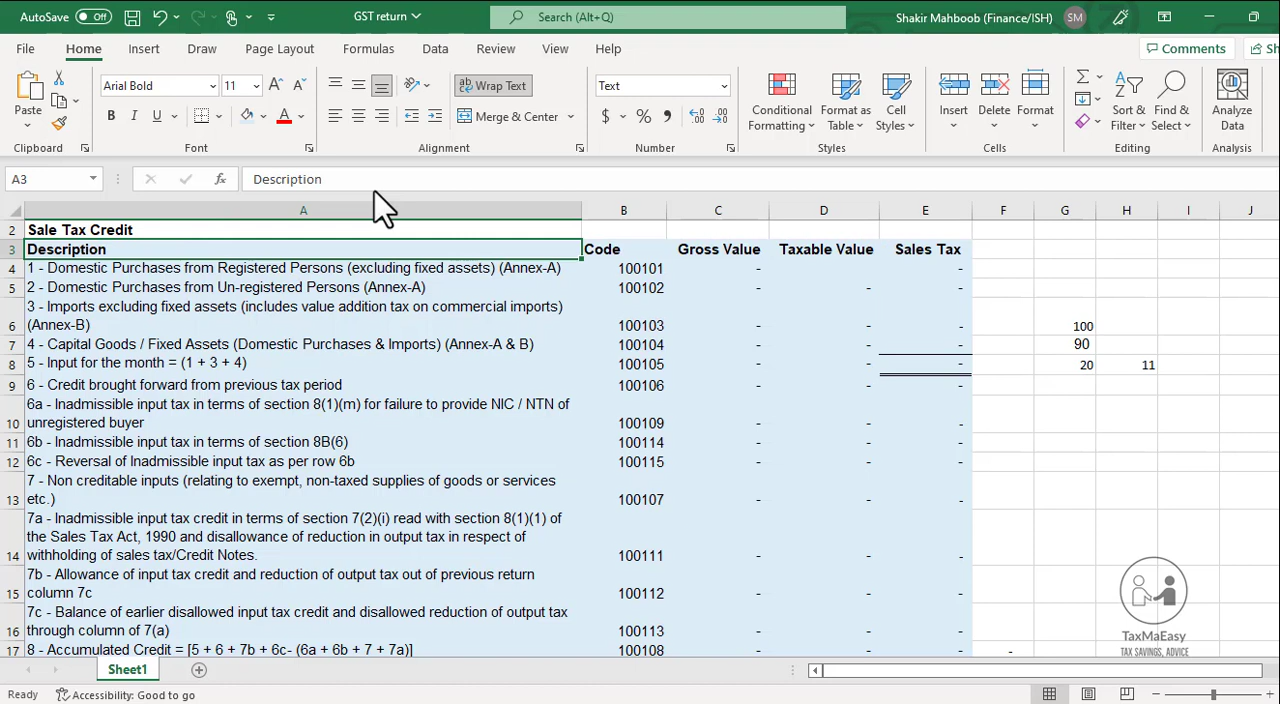 AutoSave Off GST return Search (Alt+Q) Shakir Mahboob (Finance/ISH) SM
File Home Insert Draw Page Layout Formulas Data Review View Help Comments Sh
Paste Arial Bold 11 A A ab Wrap Text Text Conditional Formatting Format as Table Cell Styles Insert Delete Format Sort & Filter Find & Select Analyze Data
B I U A Merge & Center $ % 9
Clipboard Font Alignment Number Styles Cells Editing Analysis
A3 fx Description
A B C D E F G H I J
2 Sale Tax Credit
3 Description Code Gross Value Taxable Value Sales Tax
4 1 - Domestic Purchases from Registered Persons (excluding fixed assets) (Annex-A) 100101 - -
5 2 - Domestic Purchases from Un-registered Persons (Annex-A) 100102 - - -
3 - Imports excluding fixed assets (includes value addition tax on commercial imports)
6 (Annex-B) 100103 - - - 100
7 4 - Capital Goods / Fixed Assets (Domestic Purchases & Imports) (Annex-A & B) 100104 - - - 90
8 5 - Input for the month = (1 + 3 + 4) 100105 - - - 20 11
9 6 - Credit brought forward from previous tax period 100106 - - -
6a - Inadmissible input tax in terms of section 8(1)(m) for failure to provide NIC / NTN of
10 unregistered buyer 100109 - - -
11 6b - Inadmissible input tax in terms of section 8B(6) 100114 - - -
12 6c - Reversal of Inadmissible input tax as per row 6b 100115 - - -
7 - Non creditable inputs (relating to exempt, non-taxed supplies of goods or services
13 etc.) 100107 - - -
7a - Inadmissible input tax credit in terms of section 7(2)(i) read with section 8(1)(1) of
the Sales Tax Act, 1990 and disallowance of reduction in output tax in respect of
14 withholding of sales tax/Credit Notes. 100111 - - -
7b - Allowance of input tax credit and reduction of output tax out of previous return
15 column 7c 100112 - - -
7c - Balance of earlier disallowed input tax credit and disallowed reduction of output tax
16 through column of 7(a) 100113 - - -
17 8 - Accumulated Credit = [5 + 6 + 7b + 6c- (6a + 6b + 7 + 7a)] 100108 - - - -
TaxMaEasy
TAX SAVINGS, ADVICE
Sheet1
Ready Accessibility: Good to go